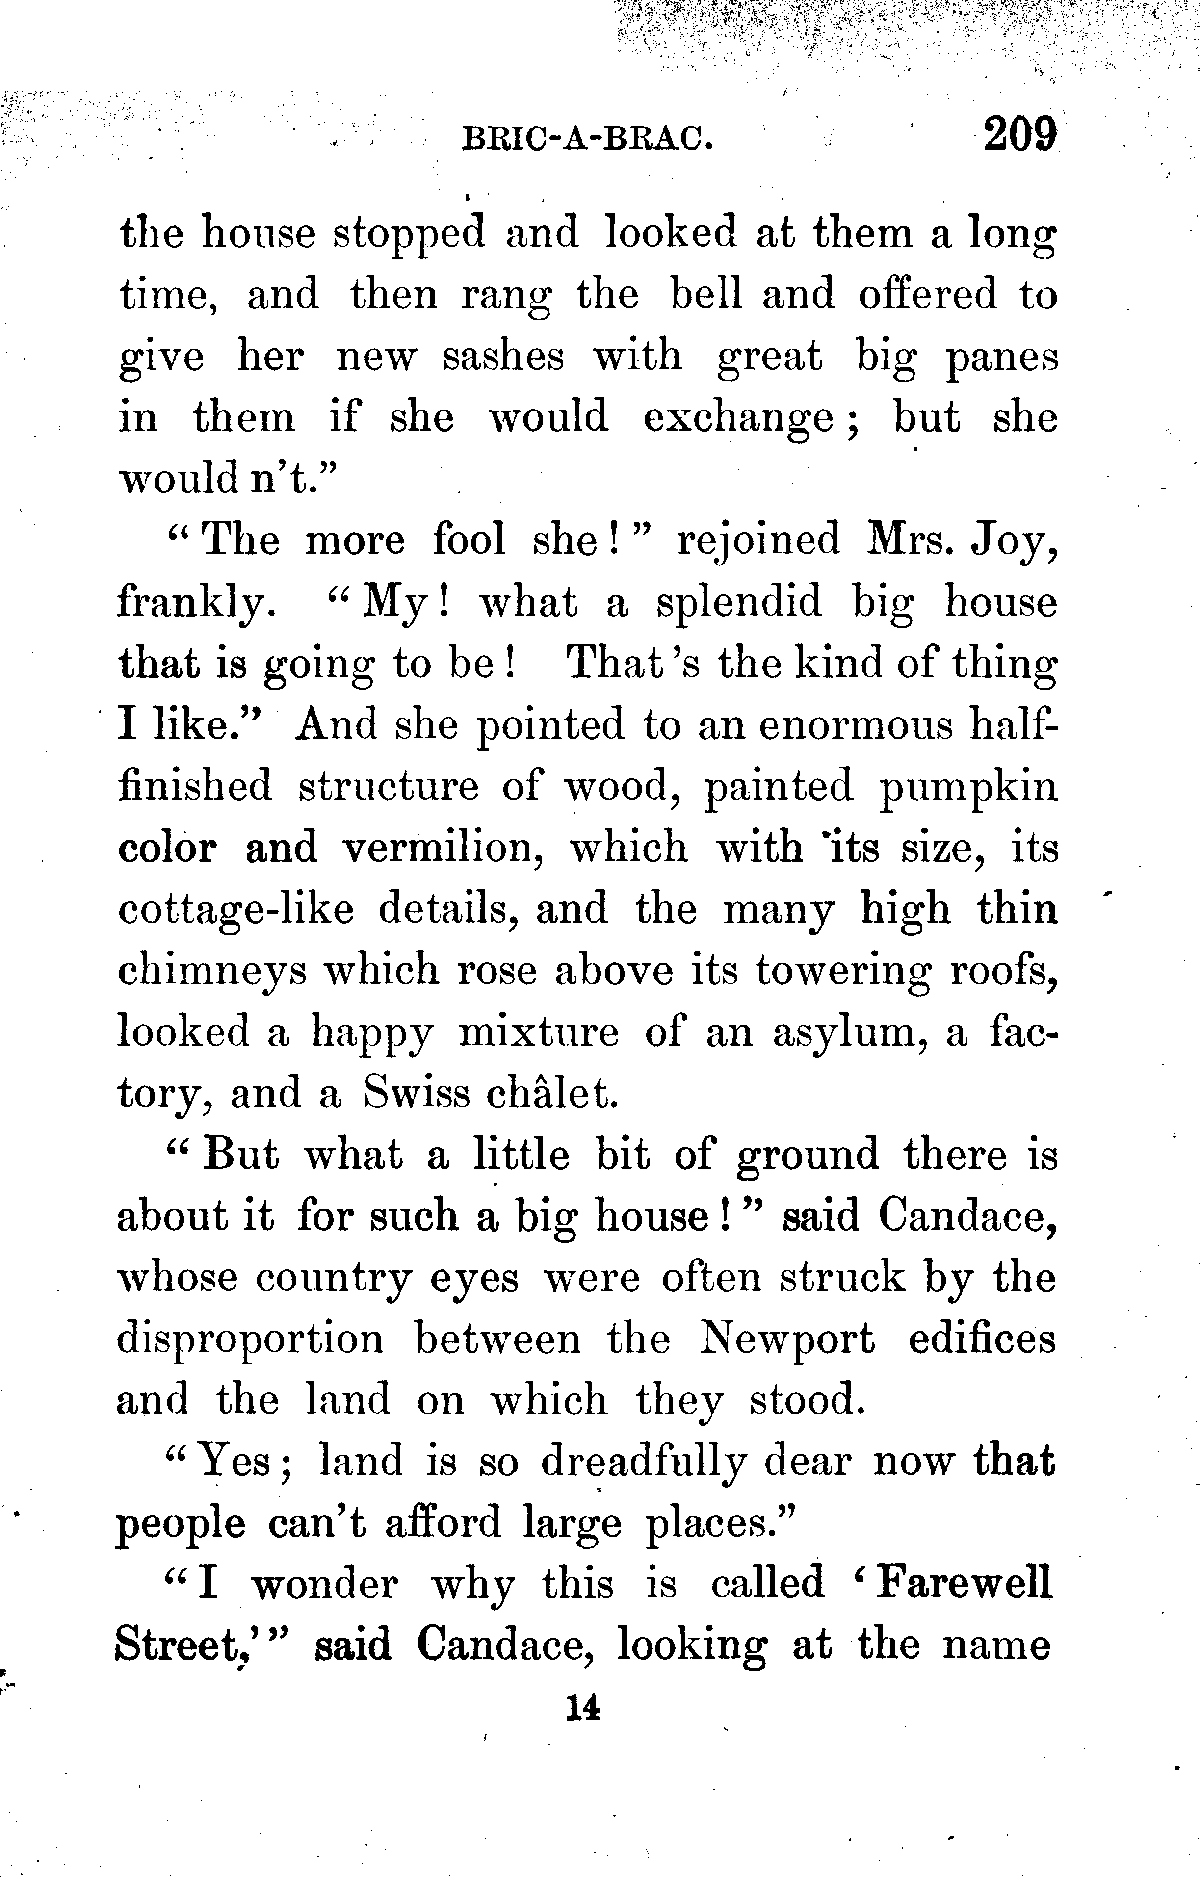 BRIC-A-BRAC. 209
the house stopped and looked at them a long
time, and then rang the bell and offered to
give her new sashes with great big panes
in them if she would exchange ; but she
would n't."
" The more fool she ! " rejoined Mrs. Joy,
frankly. " My ! what a splendid big house
that is going to be ! That 's the kind of thing
I like." And she pointed to an enormous half-
finished structure of wood, painted pumpkin
color and vermilion, which with its size, its
cottage-like details, and the many high thin
chimneys which rose above its towering roofs,
looked a happy mixture of an asylum, a fac-
tory, and a Swiss châlet.
" But what a little bit of ground there is
about it for such a big house ! " said Candace,
whose country eyes were often struck by the
disproportion between the Newport edifices
and the land on which they stood.
" Yes ; land is so dreadfully dear now that
people can't afford large places."
" I wonder why this is called ' Farewell
Street,' " said Candace, looking at the name
14